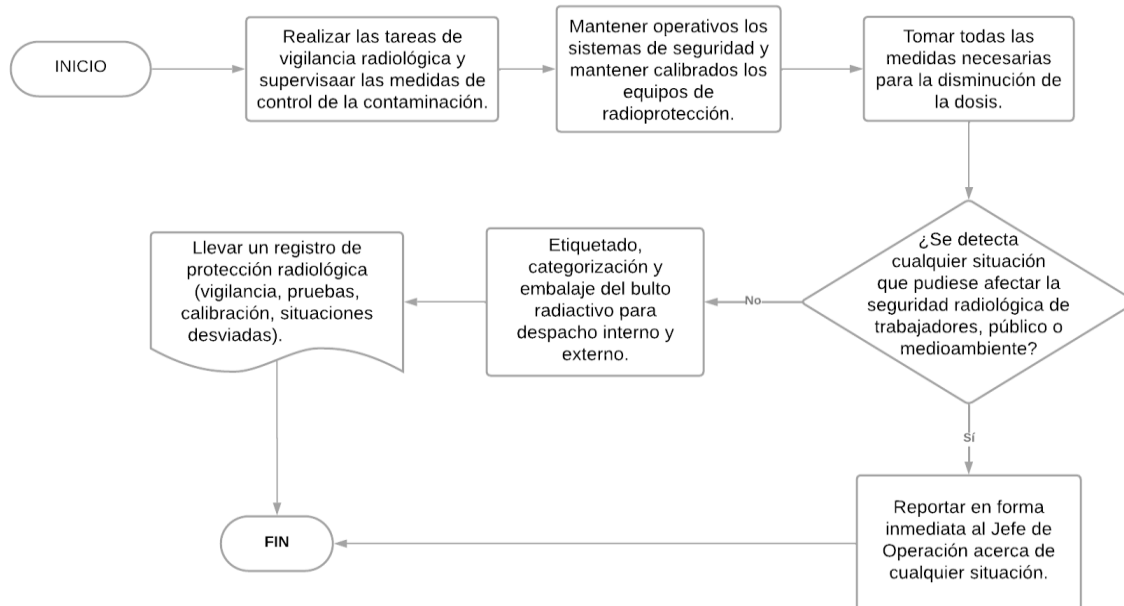 INICIO
Realizar las tareas de
vigilancia radiológica y
supervisaar las medidas de
control de la contaminación.
Mantener operativos los
sistemas de seguridad y
mantener calibrados los
equipos de
radioprotección.
Tomar todas las
medidas necesarias
para la disminución de
la dosis.
¿Se detecta
cualquier situación
que pudiese afectar la
seguridad radiológica de
trabajadores, público o
medioambiente?
No
Etiquetado,
categorización y
embalaje del bulto
radiactivo para
despacho interno y
externo.
Llevar un registro de
protección radiológica
(vigilancia, pruebas,
calibración, situaciones
desviadas).
Sí
Reportar en forma
inmediata al Jefe de
Operación acerca de
cualquier situación.
FIN